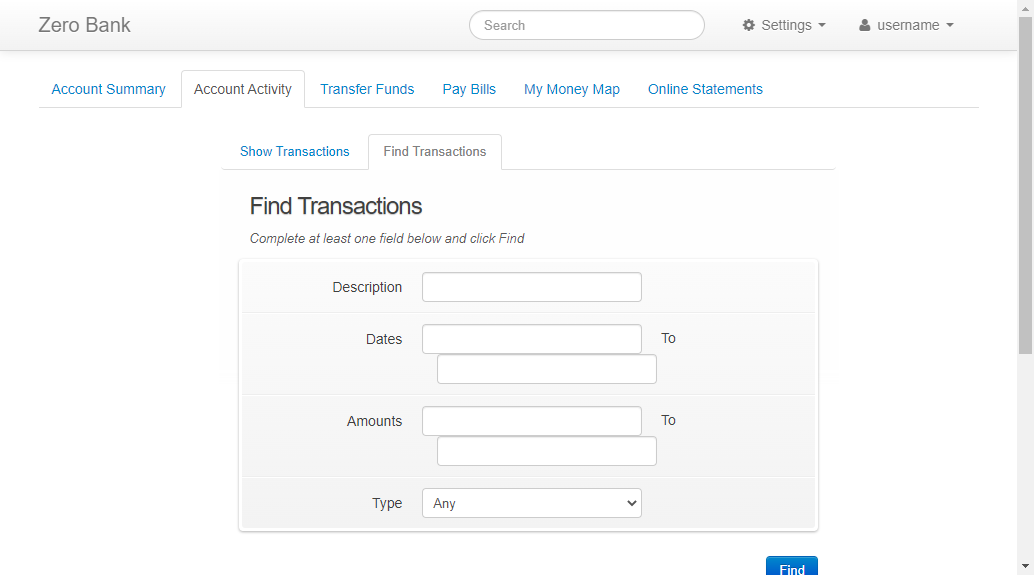 Zero Bank Search Settings username
Account Summary Account Activity Transfer Funds Pay Bills My Money Map Online Statements
Show Transactions Find Transactions
Find Transactions
Complete at least one field below and click Find
Description
Dates To
Amounts To
Type Any
Find